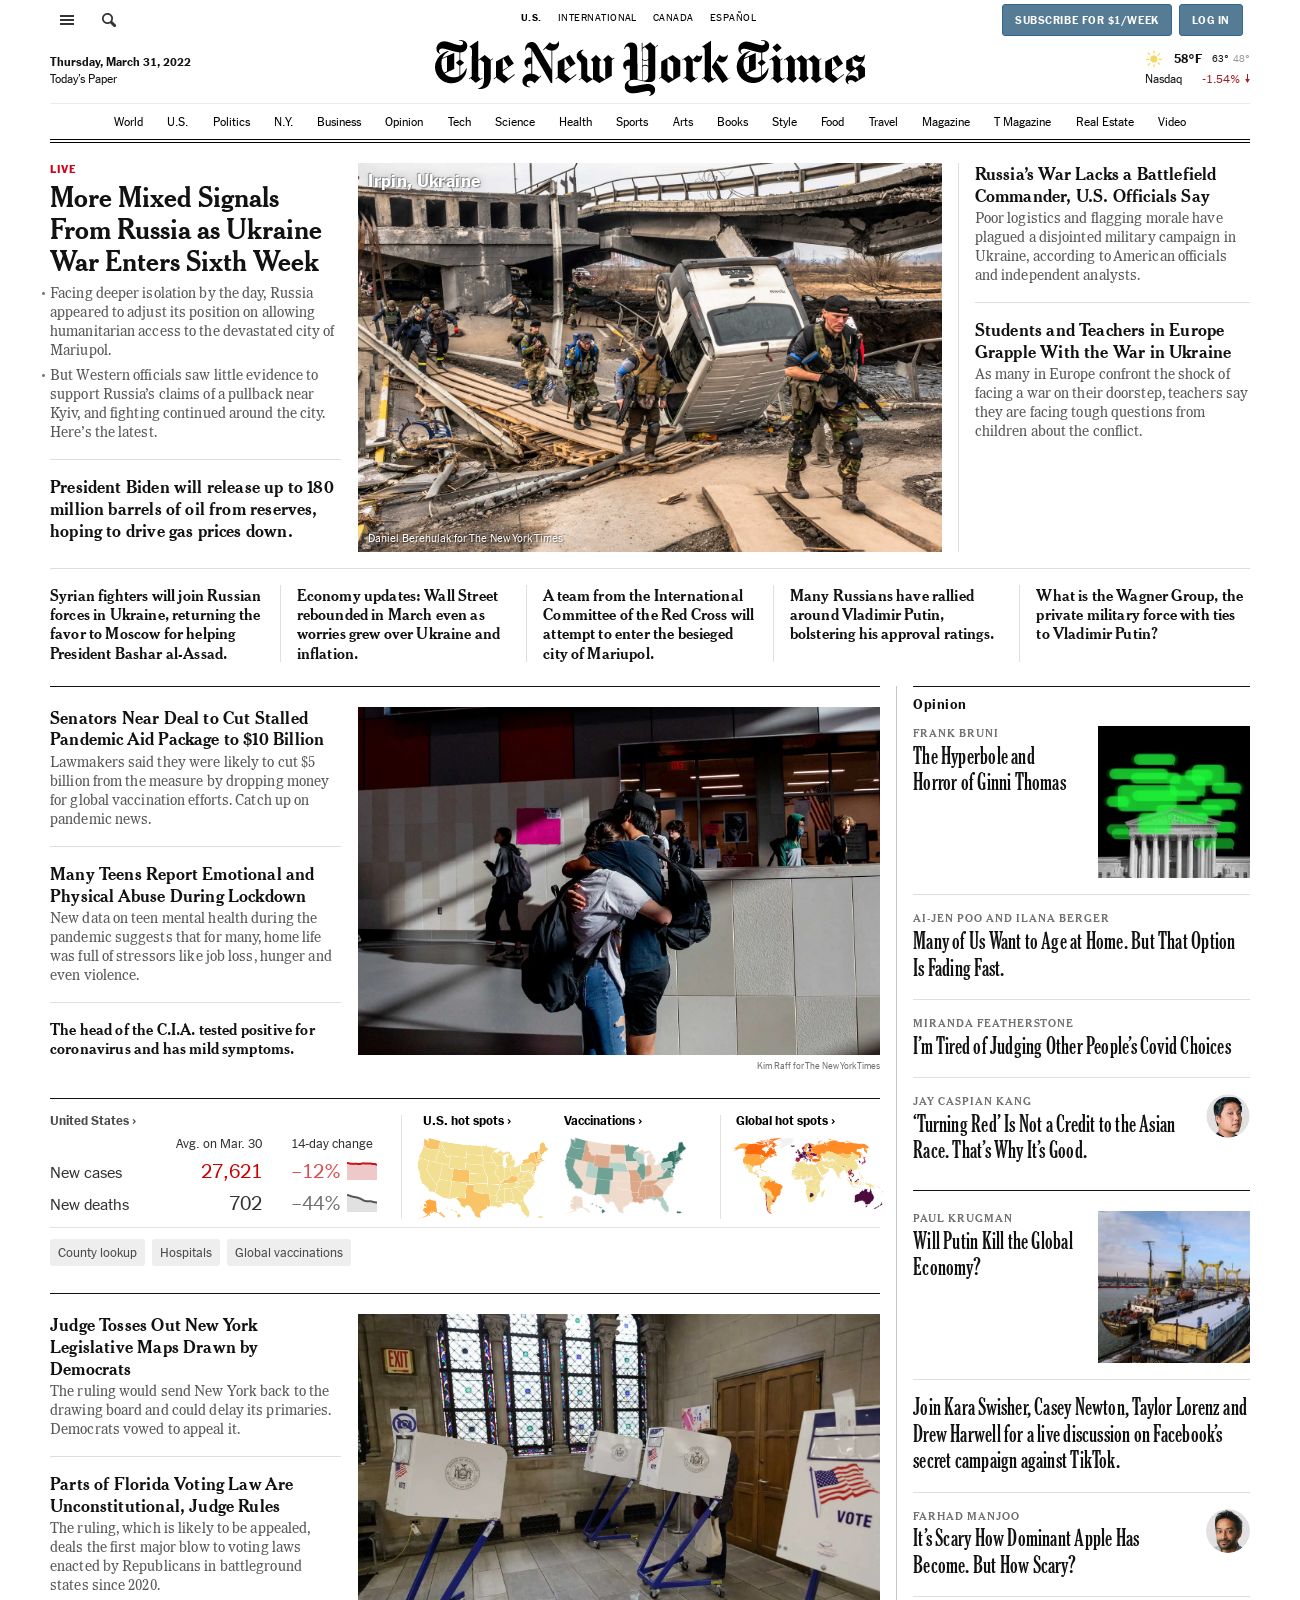 U.S. INTERNATIONAL CANADA ESPAÑOL
SUBSCRIBE FOR $1/WEEK
LOG IN
Thursday, March 31, 2022
Today's Paper
The New York Times
58°F 63° 48°
Nasdaq -1.54%
World U.S. Politics N.Y. Business Opinion Tech Science Health Sports Arts Books Style Food Travel Magazine T Magazine Real Estate Video
LIVE
More Mixed Signals
From Russia as Ukraine
War Enters Sixth Week
• Facing deeper isolation by the day, Russia
appeared to adjust its position on allowing
humanitarian access to the devastated city of
Mariupol.
• But Western officials saw little evidence to
support Russia's claims of a pullback near
Kyiv, and fighting continued around the city.
Here's the latest.
President Biden will release up to 180
million barrels of oil from reserves,
hoping to drive gas prices down.
Irpin, Ukraine
Daniel Berehulak for The New York Times
Russia's War Lacks a Battlefield
Commander, U.S. Officials Say
Poor logistics and flagging morale have
plagued a disjointed military campaign in
Ukraine, according to American officials
and independent analysts.
Students and Teachers in Europe
Grapple With the War in Ukraine
As many in Europe confront the shock of
facing a war on their doorstep, teachers say
they are facing tough questions from
children about the conflict.
Syrian fighters will join Russian
forces in Ukraine, returning the
favor to Moscow for helping
President Bashar al-Assad.
Economy updates: Wall Street
rebounded in March even as
worries grew over Ukraine and
inflation.
A team from the International
Committee of the Red Cross will
attempt to enter the besieged
city of Mariupol.
Many Russians have rallied
around Vladimir Putin,
bolstering his approval ratings.
What is the Wagner Group, the
private military force with ties
to Vladimir Putin?
Senators Near Deal to Cut Stalled
Pandemic Aid Package to $10 Billion
Lawmakers said they were likely to cut $5
billion from the measure by dropping money
for global vaccination efforts. Catch up on
pandemic news.
Many Teens Report Emotional and
Physical Abuse During Lockdown
New data on teen mental health during the
pandemic suggests that for many, home life
was full of stressors like job loss, hunger and
even violence.
The head of the C.I.A. tested positive for
coronavirus and has mild symptoms.
Kim Raff for The New York Times
United States ›
Avg. on Mar. 30 14-day change
New cases 27,621 –12%
New deaths 702 –44%
U.S. hot spots ›
Vaccinations ›
Global hot spots ›
County lookup
Hospitals
Global vaccinations
Judge Tosses Out New York
Legislative Maps Drawn by
Democrats
The ruling would send New York back to the
drawing board and could delay its primaries.
Democrats vowed to appeal it.
Parts of Florida Voting Law Are
Unconstitutional, Judge Rules
The ruling, which is likely to be appealed,
deals the first major blow to voting laws
enacted by Republicans in battleground
states since 2020.
EXIT
VOTE
Opinion
FRANK BRUNI
The Hyperbole and
Horror of Ginni Thomas
AI-JEN POO AND ILANA BERGER
Many of Us Want to Age at Home. But That Option
Is Fading Fast.
MIRANDA FEATHERSTONE
I'm Tired of Judging Other People's Covid Choices
JAY CASPIAN KANG
'Turning Red' Is Not a Credit to the Asian
Race. That's Why It's Good.
PAUL KRUGMAN
Will Putin Kill the Global
Economy?
Join Kara Swisher, Casey Newton, Taylor Lorenz and
Drew Harwell for a live discussion on Facebook's
secret campaign against TikTok.
FARHAD MANJOO
It's Scary How Dominant Apple Has
Become. But How Scary?